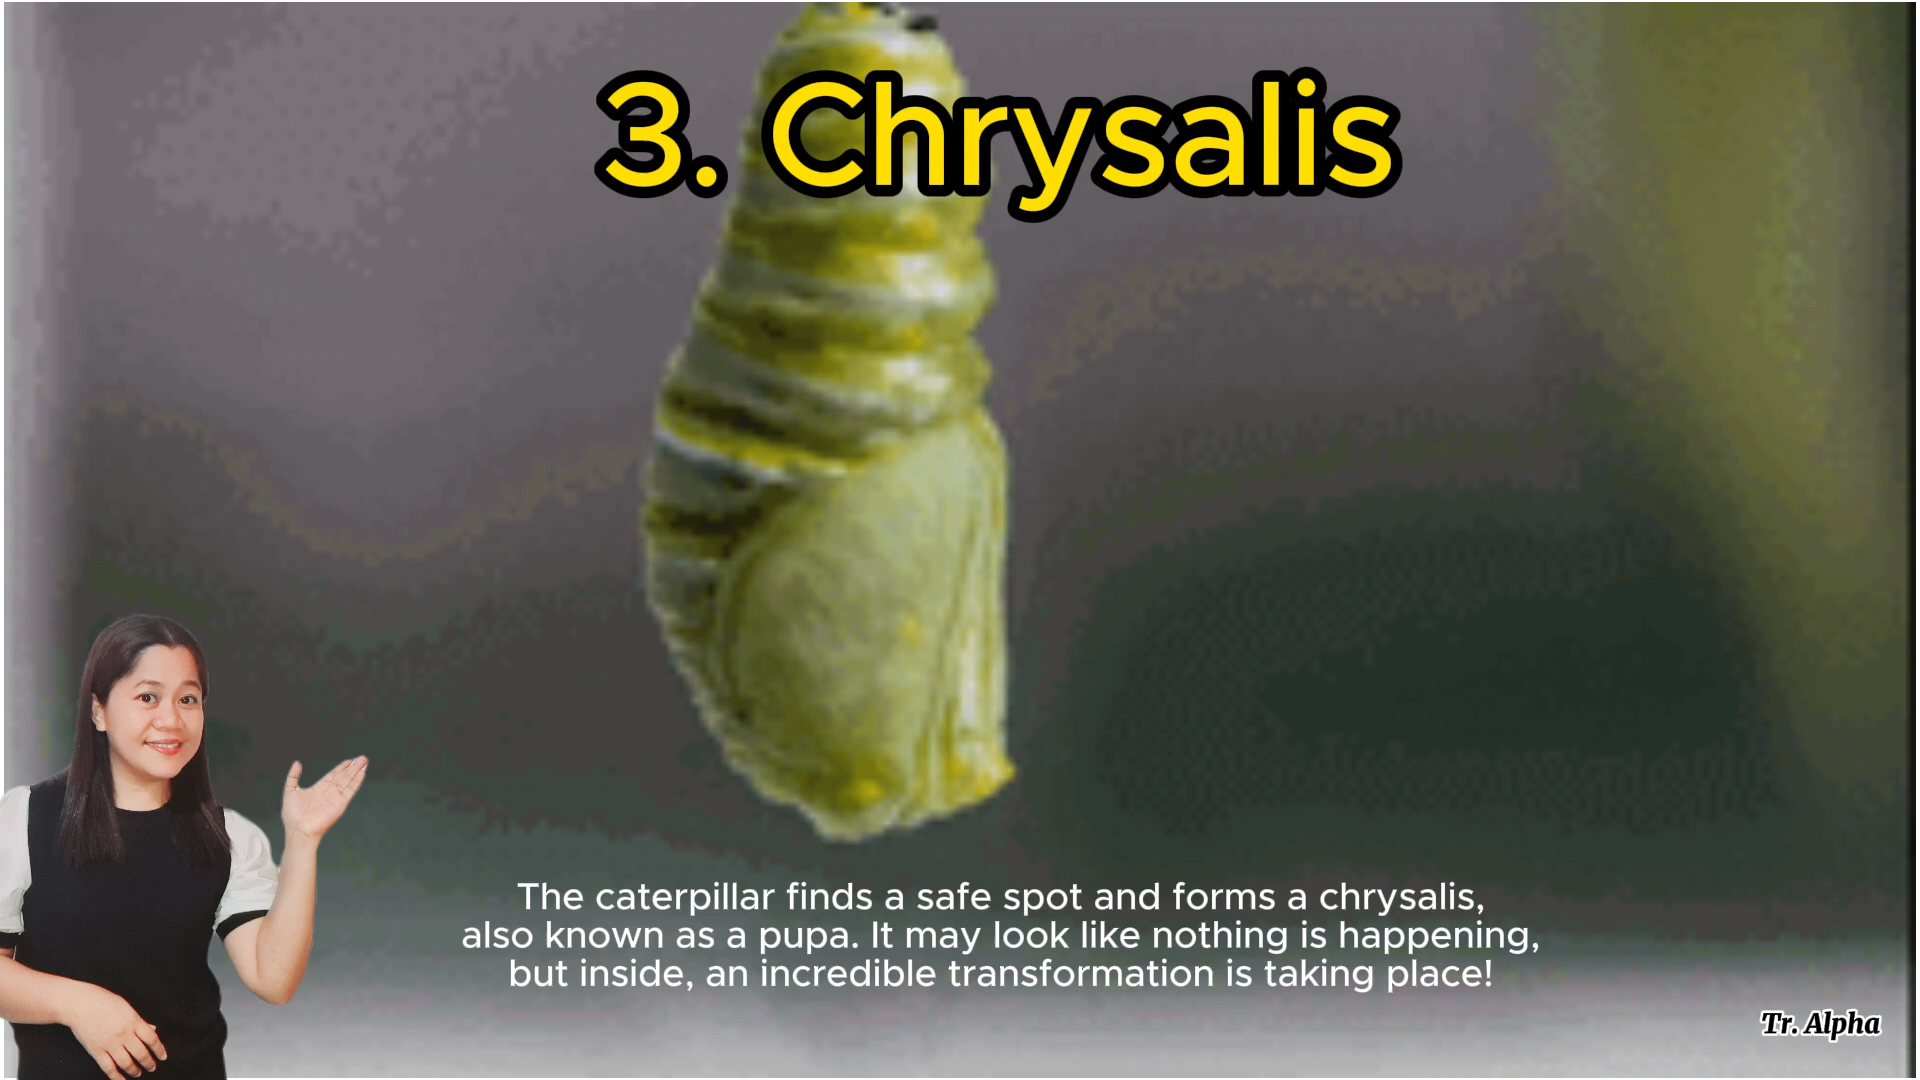 3. Chrysalis
The caterpillar finds a safe spot and forms a chrysalis,
also known as a pupa. It may look like nothing is happening,
but inside, an incredible transformation is taking place!
Tr. Alpha